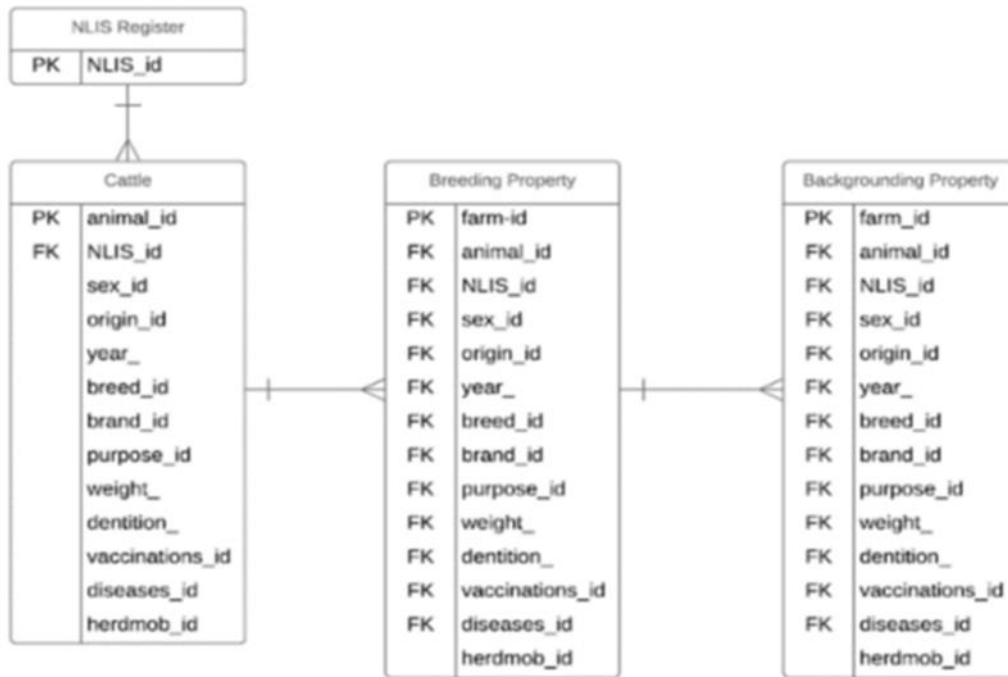 NLIS Register
PK NLIS_id
Cattle
PK animal_id
FK NLIS_id
sex_id
origin_id
year_
breed_id
brand_id
purpose_id
weight_
dentition_
vaccinations_id
diseases_id
herdmob_id
Breeding Property
PK farm-id
FK animal_id
FK NLIS_id
FK sex_id
FK origin_id
FK year_
FK breed_id
FK brand_id
FK purpose_id
FK weight_
FK dentition_
FK vaccinations_id
FK diseases_id
herdmob_id
Backgrounding Property
PK farm_id
FK animal_id
FK NLIS_id
FK sex_id
FK origin_id
FK year_
FK breed_id
FK brand_id
FK purpose_id
FK weight_
FK dentition_
FK vaccinations_id
FK diseases_id
herdmob_id